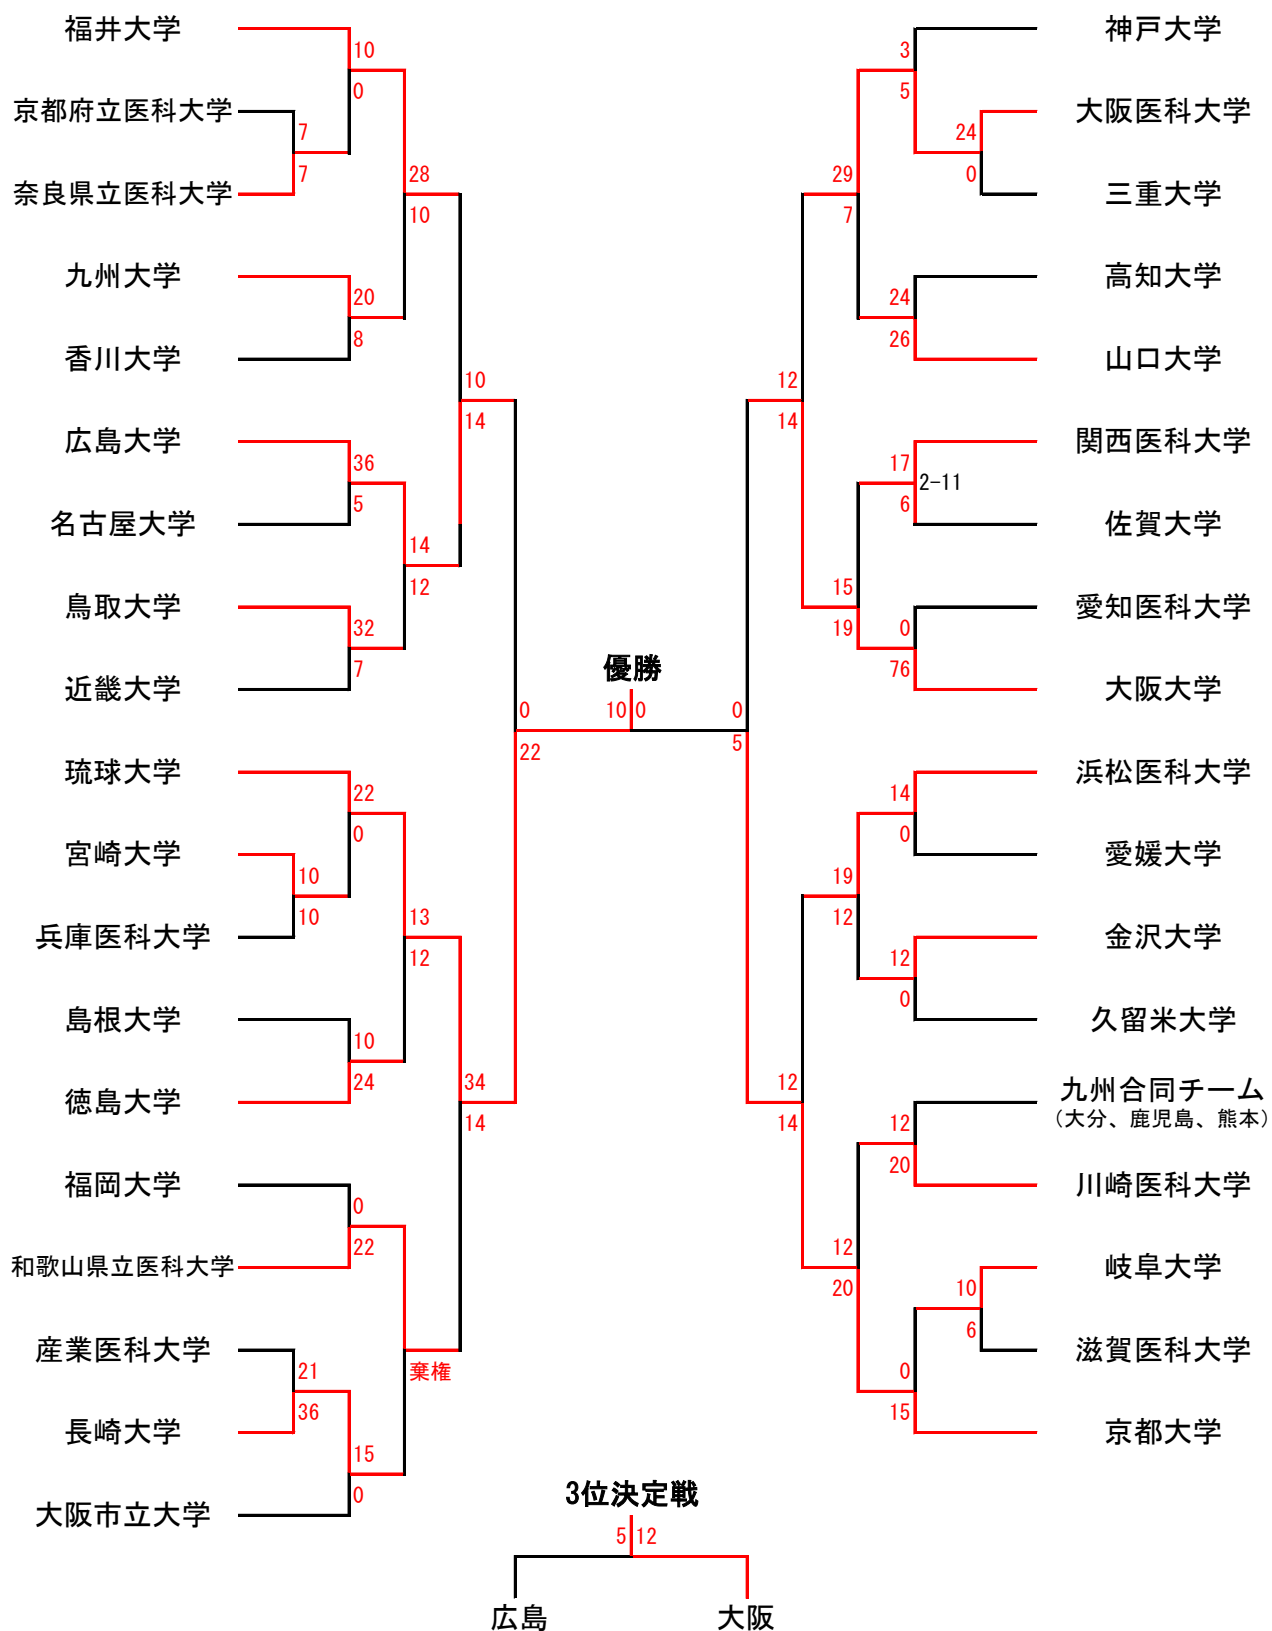 福井大学
10
0
京都府立医科大学
7
7
奈良県立医科大学
28
10
九州大学
20
8
香川大学
10
14
広島大学
36
5
名古屋大学
14
12
鳥取大学
32
7
近畿大学
0
22
琉球大学
22
0
宮崎大学
10
10
兵庫医科大学
13
12
島根大学
10
24
徳島大学
34
14
福岡大学
0
22
和歌山県立医科大学
棄権
産業医科大学
21
36
長崎大学
15
0
大阪市立大学
優勝
10 0
神戸大学
3
5
大阪医科大学
24
0
三重大学
29
7
高知大学
24
26
山口大学
12
14
関西医科大学
17
2-11
6
佐賀大学
15
19
愛知医科大学
0
76
大阪大学
0
5
浜松医科大学
14
0
愛媛大学
19
12
金沢大学
12
0
久留米大学
12
14
九州合同チーム
(大分、鹿児島、熊本)
12
20
川崎医科大学
12
20
岐阜大学
10
6
滋賀医科大学
0
15
京都大学
3位決定戦
5 12
広島
大阪